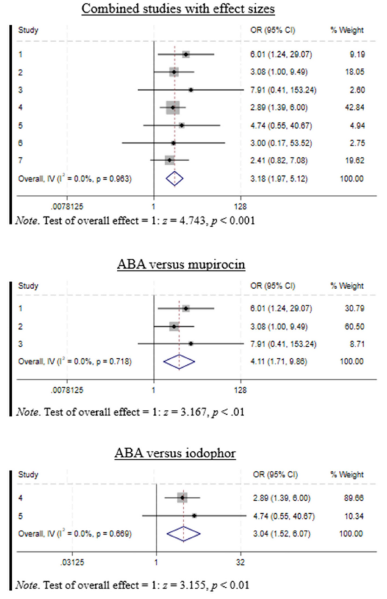 Combined studies with effect sizes
Study OR (95% CI) % Weight
1 6.01 (1.24, 29.07) 9.19
2 3.08 (1.00, 9.49) 18.05
3 7.91 (0.41, 153.24) 2.60
4 2.89 (1.39, 6.00) 42.84
5 4.74 (0.55, 40.67) 4.94
6 3.00 (0.17, 53.52) 2.75
7 2.41 (0.82, 7.08) 19.62
Overall, IV (I² = 0.0%, p = 0.963) 3.18 (1.97, 5.12) 100.00
.0078125 1 128
Note. Test of overall effect = 1: z = 4.743, p < 0.001
ABA versus mupirocin
Study OR (95% CI) % Weight
1 6.01 (1.24, 29.07) 30.79
2 3.08 (1.00, 9.49) 60.50
3 7.91 (0.41, 153.24) 8.71
Overall, IV (I² = 0.0%, p = 0.718) 4.11 (1.71, 9.86) 100.00
.0078125 1 128
Note. Test of overall effect = 1: z = 3.167, p < .01
ABA versus iodophor
Study OR (95% CI) % Weight
4 2.89 (1.39, 6.00) 89.66
5 4.74 (0.55, 40.67) 10.34
Overall, IV (I² = 0.0%, p = 0.669) 3.04 (1.52, 6.07) 100.00
.03125 1 32
Note. Test of overall effect = 1: z = 3.155, p < 0.01